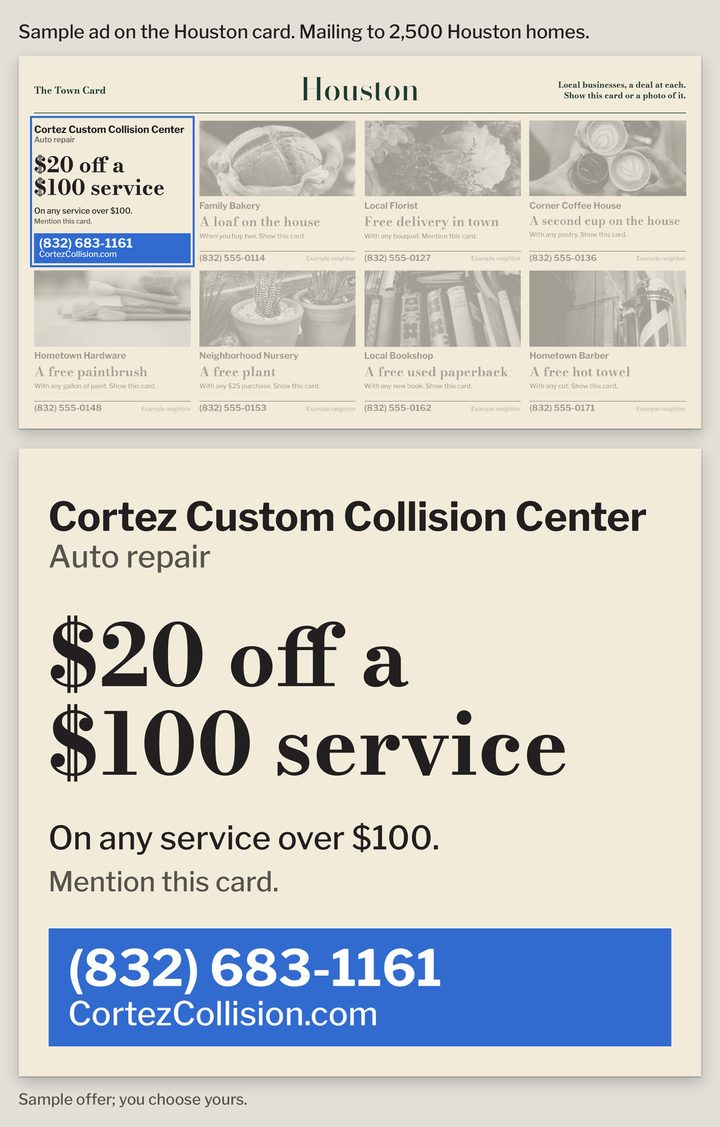 Sample ad on the Houston card. Mailing to 2,500 Houston homes.
The Town Card
Houston
Local businesses, a deal at each.
Show this card or a photo of it.
Cortez Custom Collision Center
Auto repair
$20 off a
$100 service
On any service over $100.
Mention this card.
(832) 683-1161
CortezCollision.com
Family Bakery
A loaf on the house
When you buy two. Show this card.
(832) 555-0114 Example neighbor
Local Florist
Free delivery in town
With any bouquet. Mention this card.
(832) 555-0127 Example neighbor
Corner Coffee House
A second cup on the house
With any pastry. Show this card.
(832) 555-0136 Example neighbor
Hometown Hardware
A free paintbrush
With any gallon of paint. Show this card.
(832) 555-0148 Example neighbor
Neighborhood Nursery
A free plant
With any $25 purchase. Show this card.
(832) 555-0153 Example neighbor
Local Bookshop
A free used paperback
With any new book. Show this card.
(832) 555-0162 Example neighbor
Hometown Barber
A free hot towel
With any cut. Show this card.
(832) 555-0171 Example neighbor
Cortez Custom Collision Center
Auto repair
$20 off a
$100 service
On any service over $100.
Mention this card.
(832) 683-1161
CortezCollision.com
Sample offer; you choose yours.